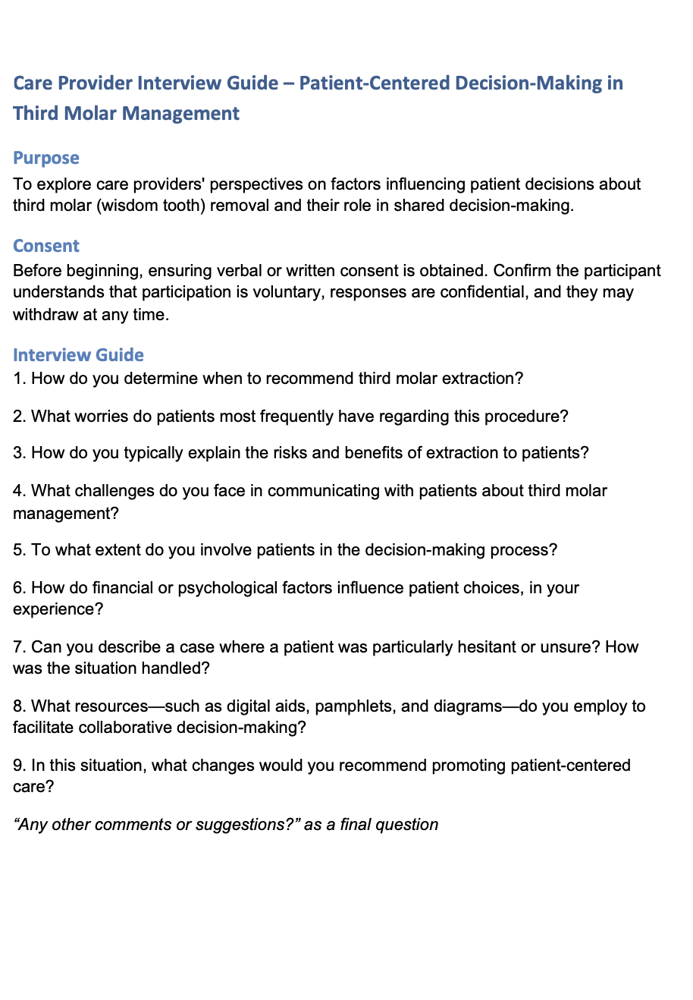 Care Provider Interview Guide – Patient-Centered Decision-Making in
Third Molar Management
Purpose
To explore care providers' perspectives on factors influencing patient decisions about
third molar (wisdom tooth) removal and their role in shared decision-making.
Consent
Before beginning, ensuring verbal or written consent is obtained. Confirm the participant
understands that participation is voluntary, responses are confidential, and they may
withdraw at any time.
Interview Guide
1. How do you determine when to recommend third molar extraction?
2. What worries do patients most frequently have regarding this procedure?
3. How do you typically explain the risks and benefits of extraction to patients?
4. What challenges do you face in communicating with patients about third molar
management?
5. To what extent do you involve patients in the decision-making process?
6. How do financial or psychological factors influence patient choices, in your
experience?
7. Can you describe a case where a patient was particularly hesitant or unsure? How
was the situation handled?
8. What resources—such as digital aids, pamphlets, and diagrams—do you employ to
facilitate collaborative decision-making?
9. In this situation, what changes would you recommend promoting patient-centered
care?
“Any other comments or suggestions?” as a final question